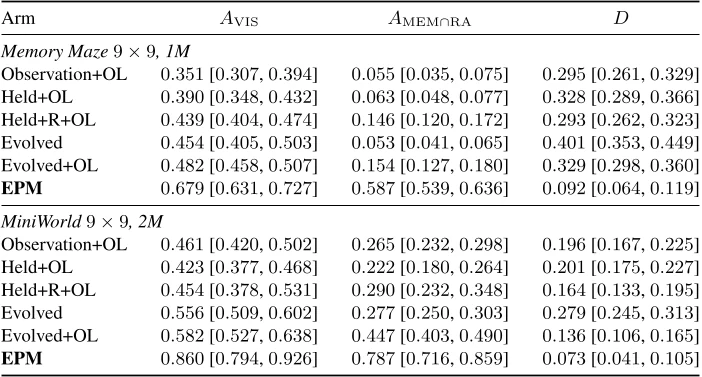 Arm A_VIS A_MEM∩RA D
Memory Maze 9 × 9, 1M
Observation+OL 0.351 [0.307, 0.394] 0.055 [0.035, 0.075] 0.295 [0.261, 0.329]
Held+OL 0.390 [0.348, 0.432] 0.063 [0.048, 0.077] 0.328 [0.289, 0.366]
Held+R+OL 0.439 [0.404, 0.474] 0.146 [0.120, 0.172] 0.293 [0.262, 0.323]
Evolved 0.454 [0.405, 0.503] 0.053 [0.041, 0.065] 0.401 [0.353, 0.449]
Evolved+OL 0.482 [0.458, 0.507] 0.154 [0.127, 0.180] 0.329 [0.298, 0.360]
EPM 0.679 [0.631, 0.727] 0.587 [0.539, 0.636] 0.092 [0.064, 0.119]
MiniWorld 9 × 9, 2M
Observation+OL 0.461 [0.420, 0.502] 0.265 [0.232, 0.298] 0.196 [0.167, 0.225]
Held+OL 0.423 [0.377, 0.468] 0.222 [0.180, 0.264] 0.201 [0.175, 0.227]
Held+R+OL 0.454 [0.378, 0.531] 0.290 [0.232, 0.348] 0.164 [0.133, 0.195]
Evolved 0.556 [0.509, 0.602] 0.277 [0.250, 0.303] 0.279 [0.245, 0.313]
Evolved+OL 0.582 [0.527, 0.638] 0.447 [0.403, 0.490] 0.136 [0.106, 0.165]
EPM 0.860 [0.794, 0.926] 0.787 [0.716, 0.859] 0.073 [0.041, 0.105]